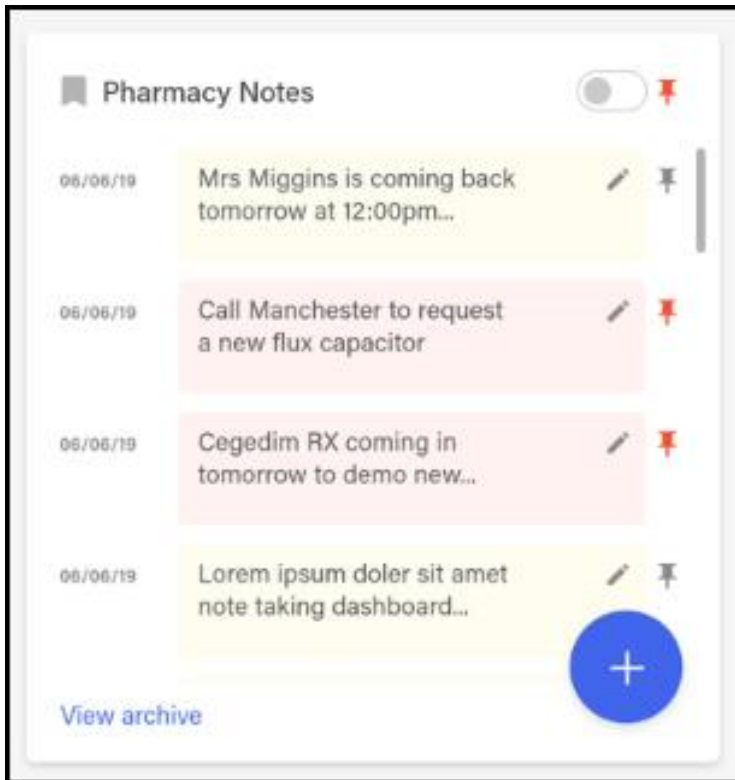 Pharmacy Notes
06/06/19
Mrs Miggins is coming back
tomorrow at 12:00pm...
06/06/19
Call Manchester to request
a new flux capacitor
06/06/19
Cegedim RX coming in
tomorrow to demo new...
06/06/19
Lorem ipsum doler sit amet
note taking dashboard...
View archive